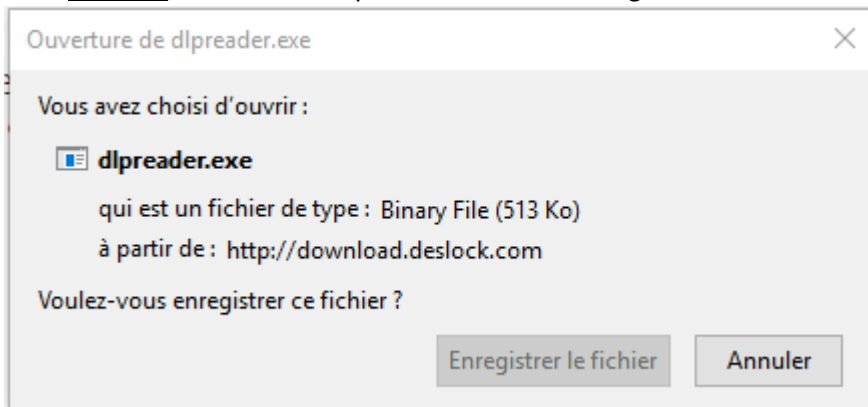 Ouverture de dlpreader.exe
Vous avez choisi d'ouvrir :
dlpreader.exe
qui est un fichier de type : Binary File (513 Ko)
à partir de : http://download.deslock.com
Voulez-vous enregistrer ce fichier ?
Enregistrer le fichier Annuler